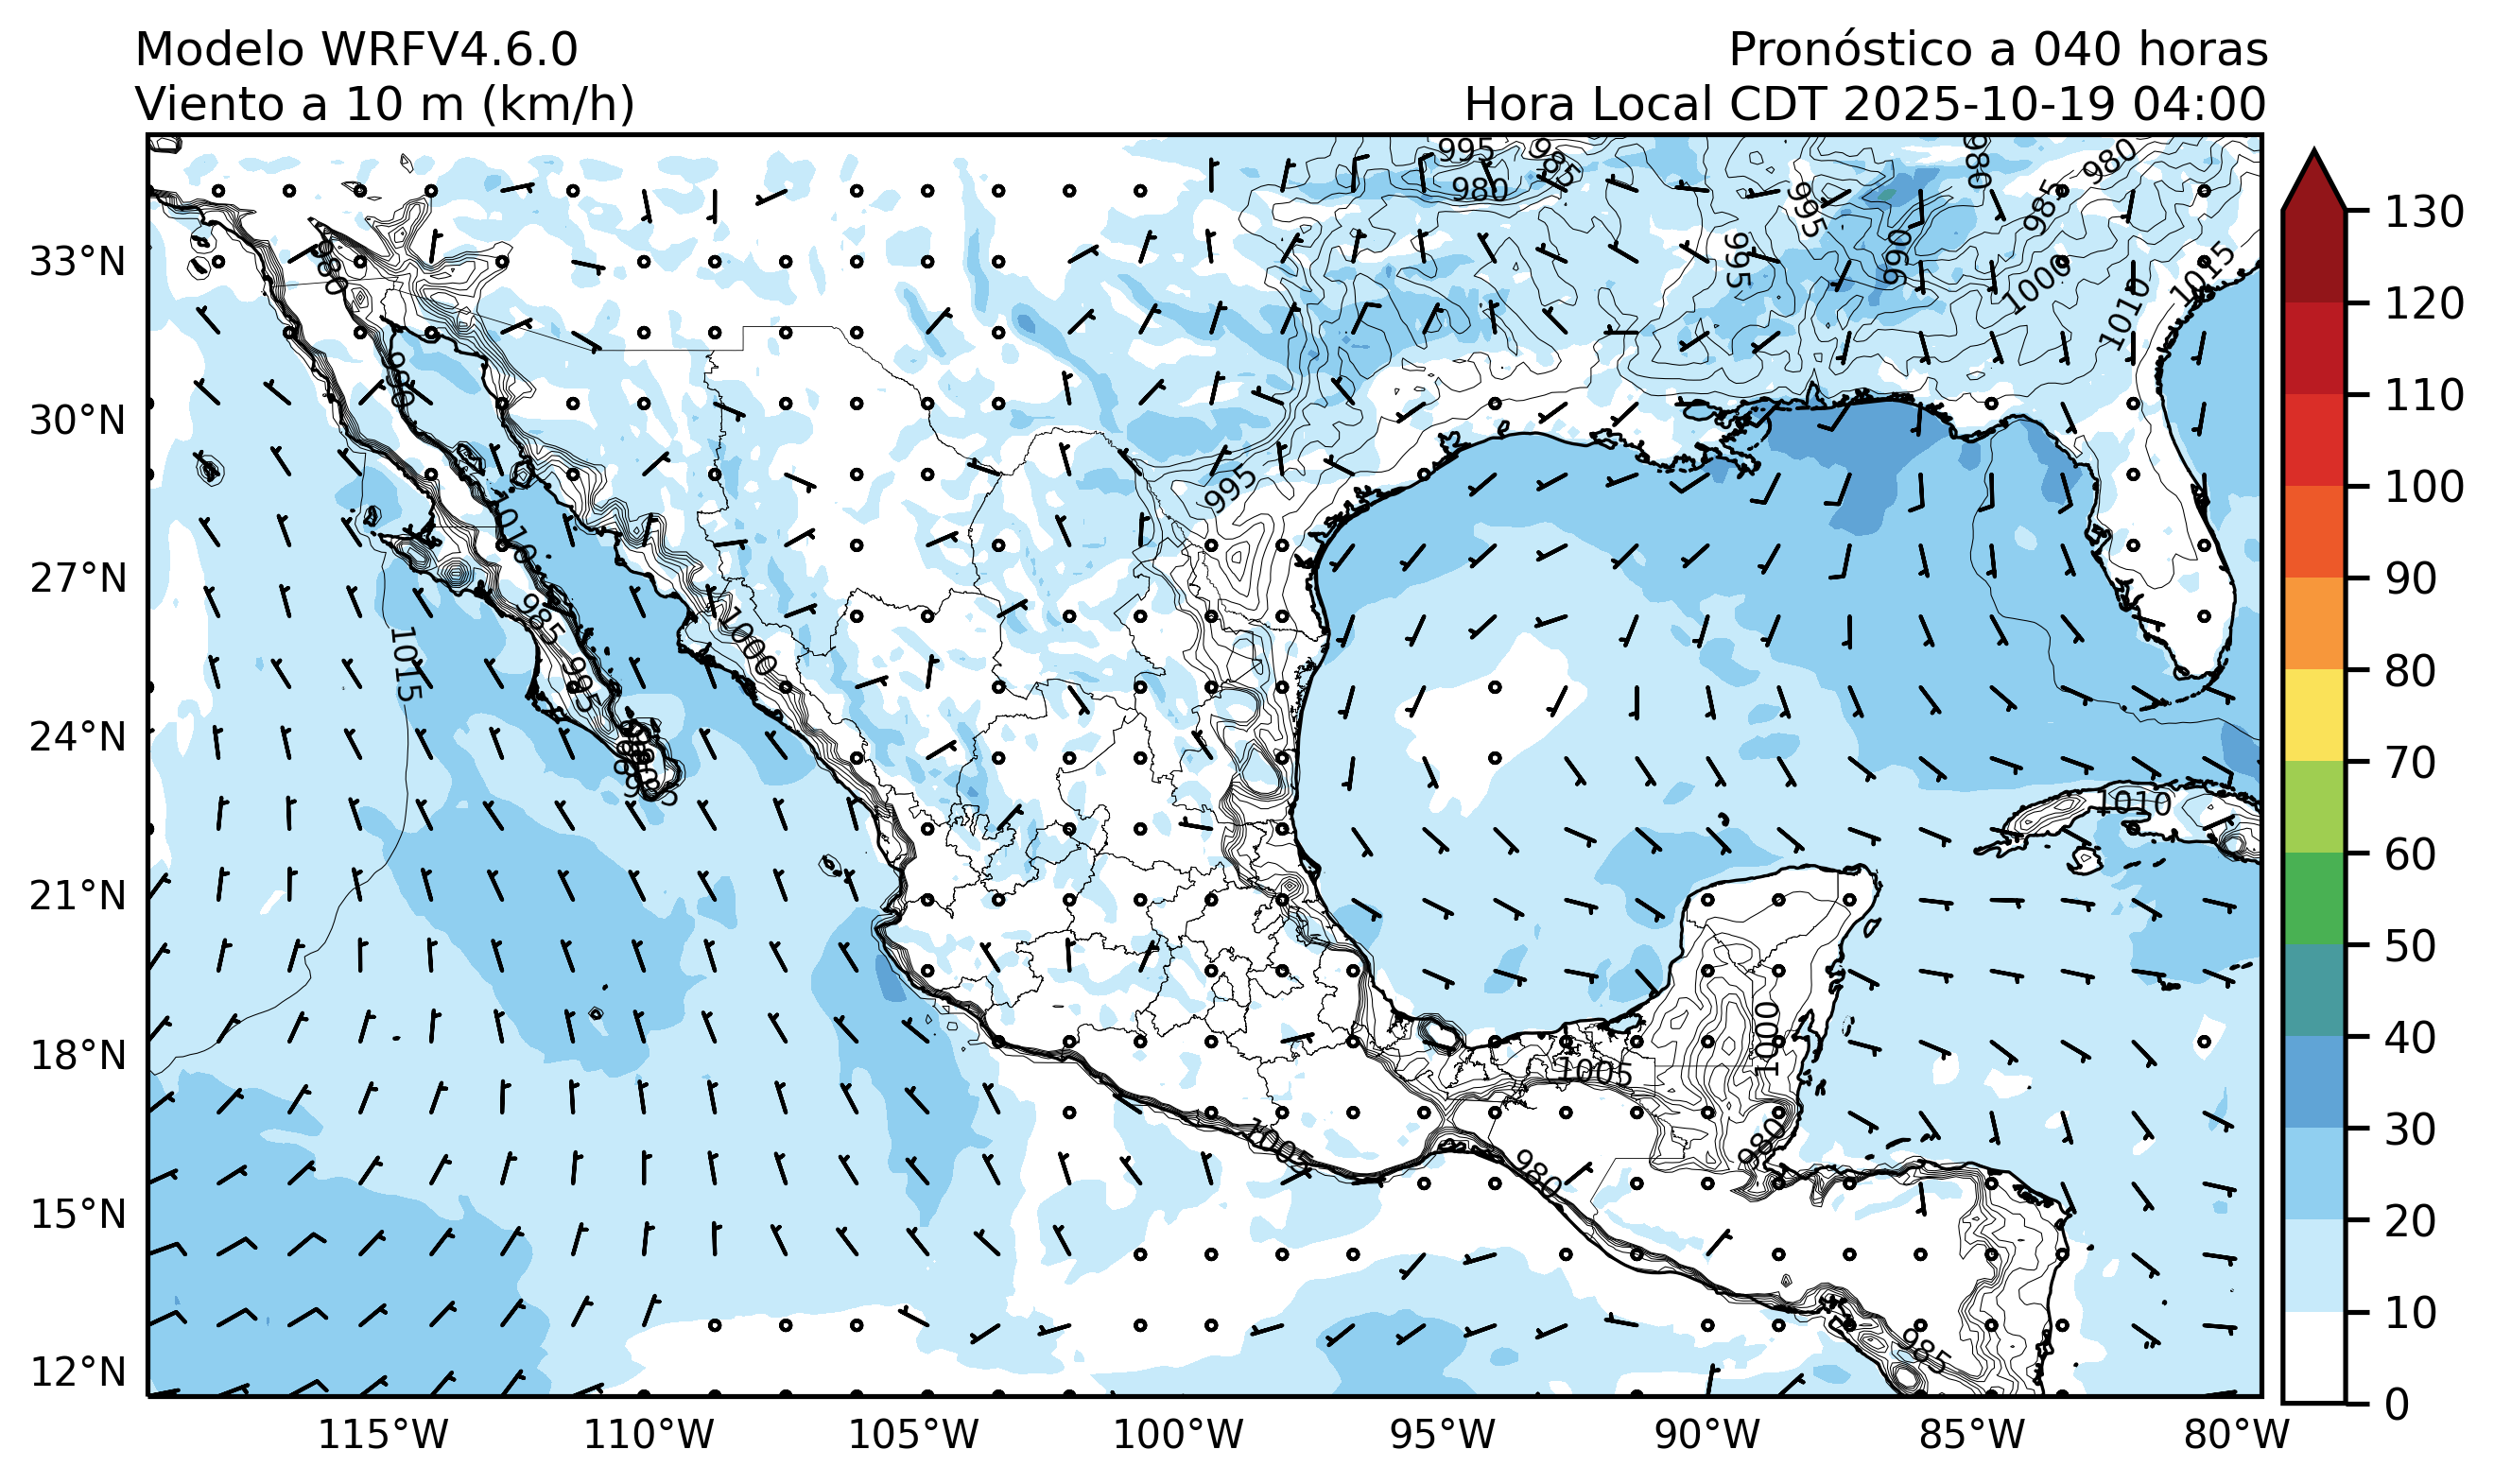 Modelo WRFV4.6.0
Pronóstico a 040 horas
Viento a 10 m (km/h)
Hora Local CDT 2025-10-19 04:00
995
985
980
980
980
995
985
990
995
1000
1010
1015
980
980
995
1010
985
995
1000
1015
1010
1000
1005
1005
980
980
985
33°N
30°N
27°N
24°N
21°N
18°N
15°N
12°N
115°W
110°W
105°W
100°W
95°W
90°W
85°W
80°W
130
120
110
100
90
80
70
60
50
40
30
20
10
0